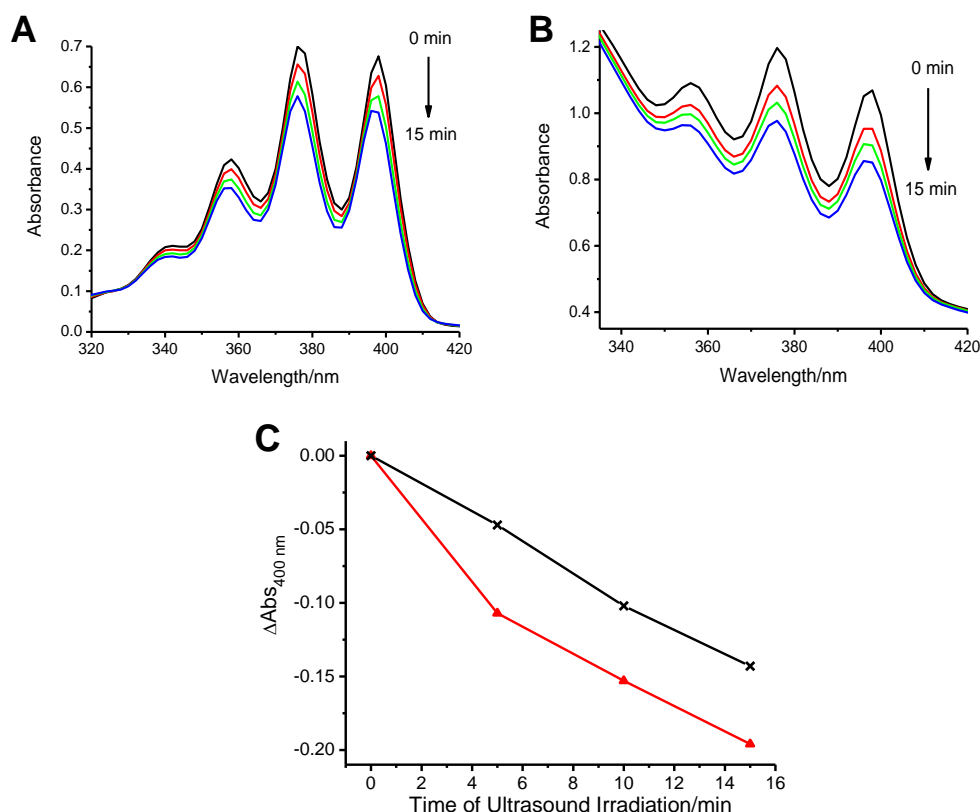 A
0.7
0.6
0.5
0.4
0.3
0.2
0.1
0.0
Absorbance
0 min
15 min
320 340 360 380 400 420
Wavelength/nm
B
1.2
1.0
0.8
0.6
0.4
Absorbance
0 min
15 min
340 360 380 400 420
Wavelength/nm
C
0.00
-0.05
-0.10
-0.15
-0.20
ΔAbs400 nm
0 2 4 6 8 10 12 14 16
Time of Ultrasound Irradiation/min